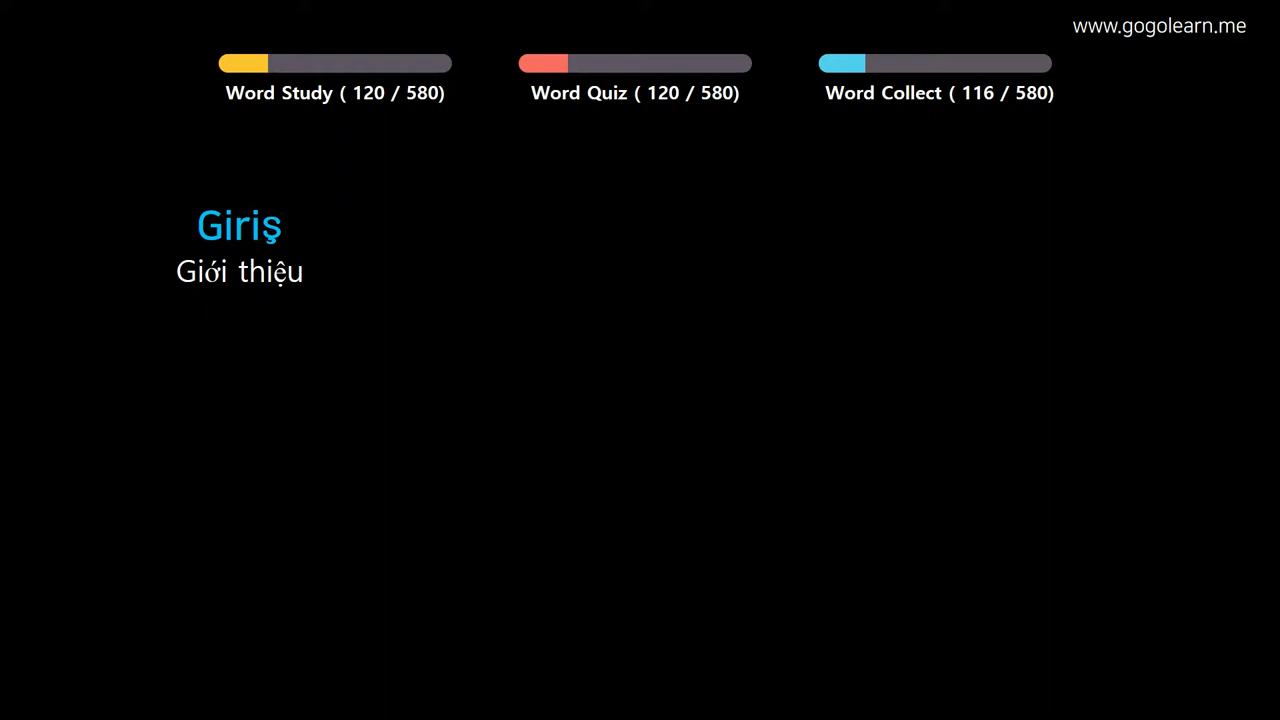 www.gogolearn.me
Word Study ( 120 / 580)
Word Quiz ( 120 / 580)
Word Collect ( 116 / 580)
Giriş
Giới thiệu